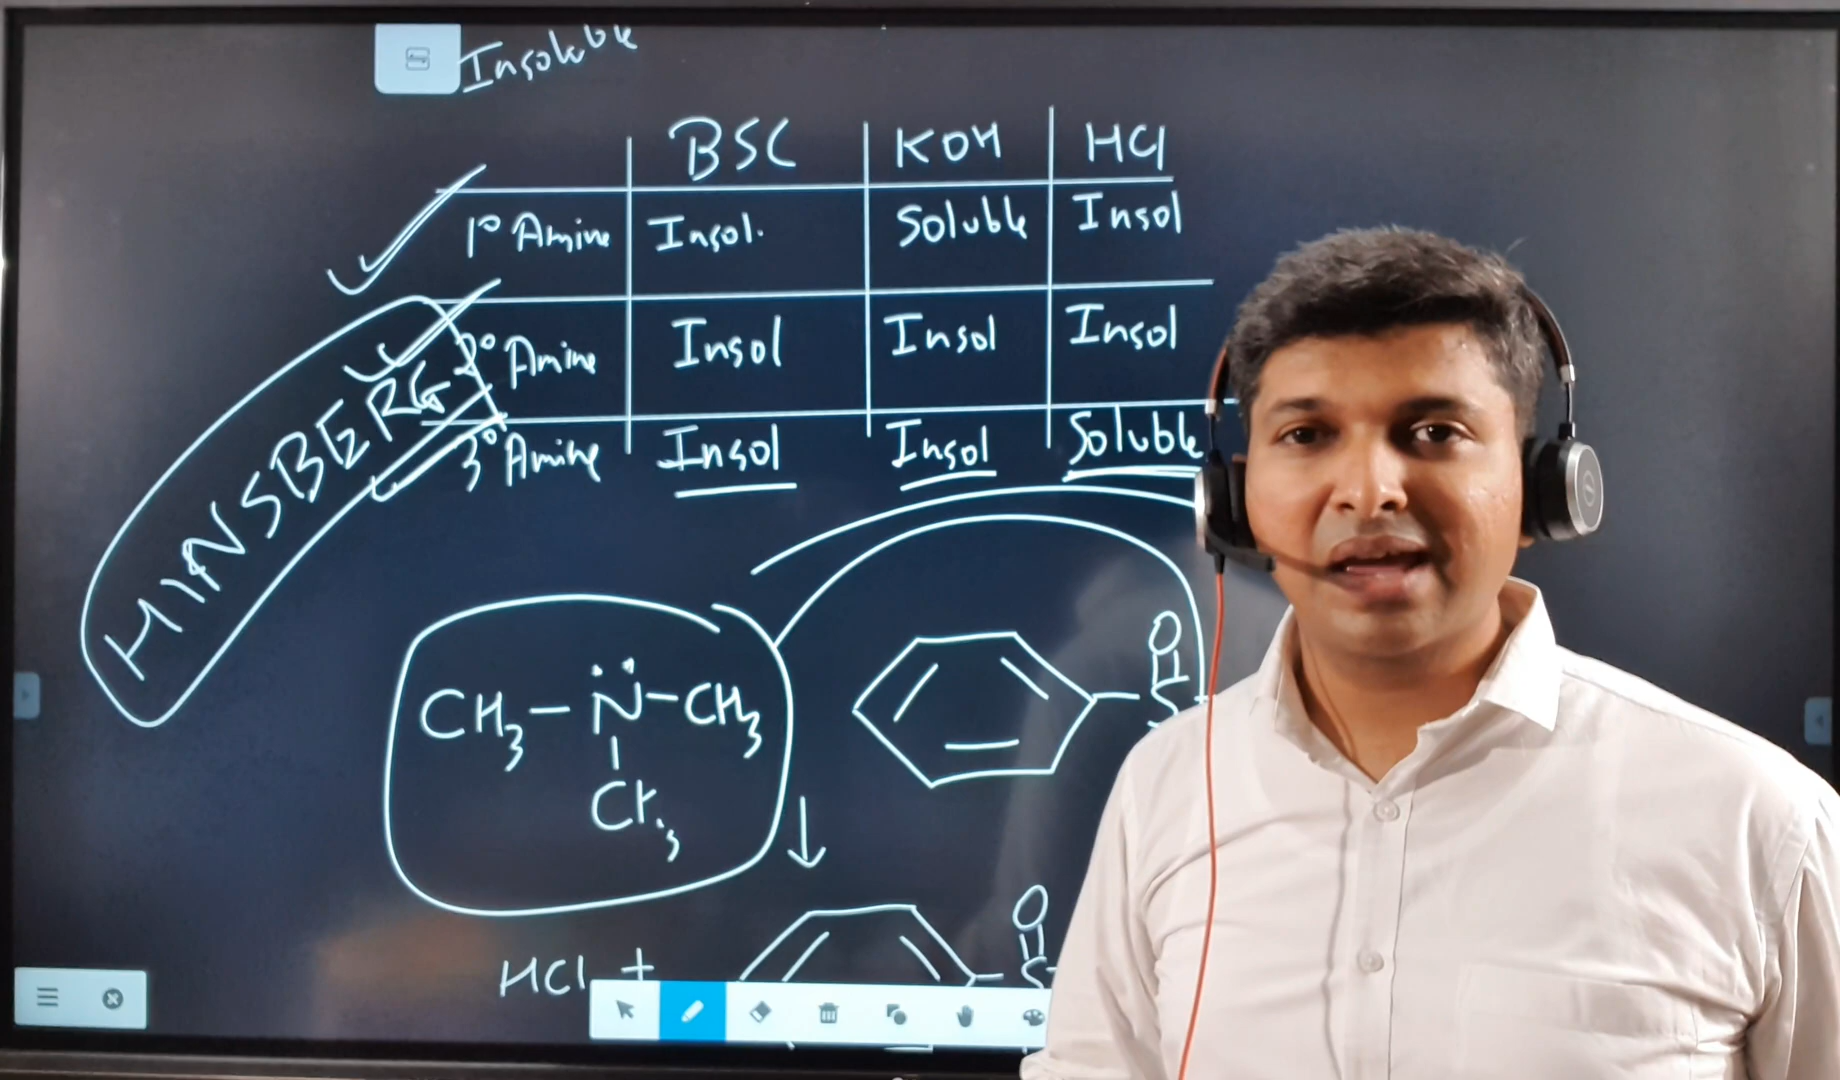 Insoluble
BSC KOH HCl
1° Amine Insol. Soluble Insol
2° Amine Insol Insol Insol
3° Amine Insol Insol Soluble
HINSBERG
O
CH3 – N – CH3 S
CH3
O
HCl + S